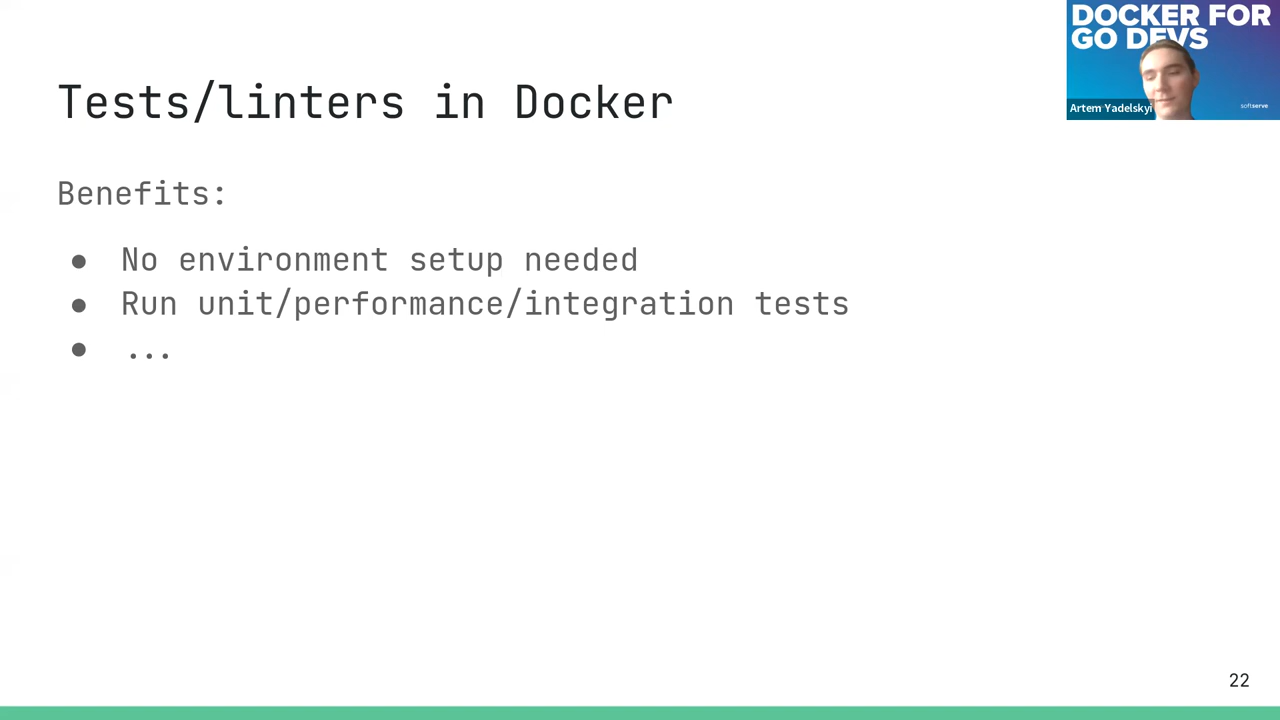 DOCKER FOR
GO DEVS
Artem Yadelskyi
softserve
Tests/linters in Docker
Benefits:
● No environment setup needed
● Run unit/performance/integration tests
● ...
22